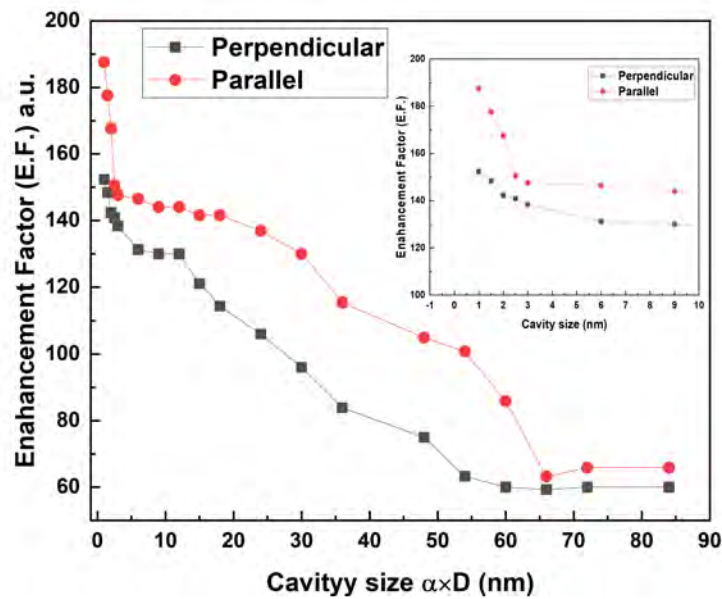 Enahancement Factor (E.F.) a.u.
200
180
160
140
120
100
80
60
0 10 20 30 40 50 60 70 80 90
Cavityy size α×D (nm)
Perpendicular
Parallel
Enahancement Factor (E.F.)
200
180
160
140
120
100
-1 0 1 2 3 4 5 6 7 8 9 10
Cavity size (nm)
Perpendicular
Parallel